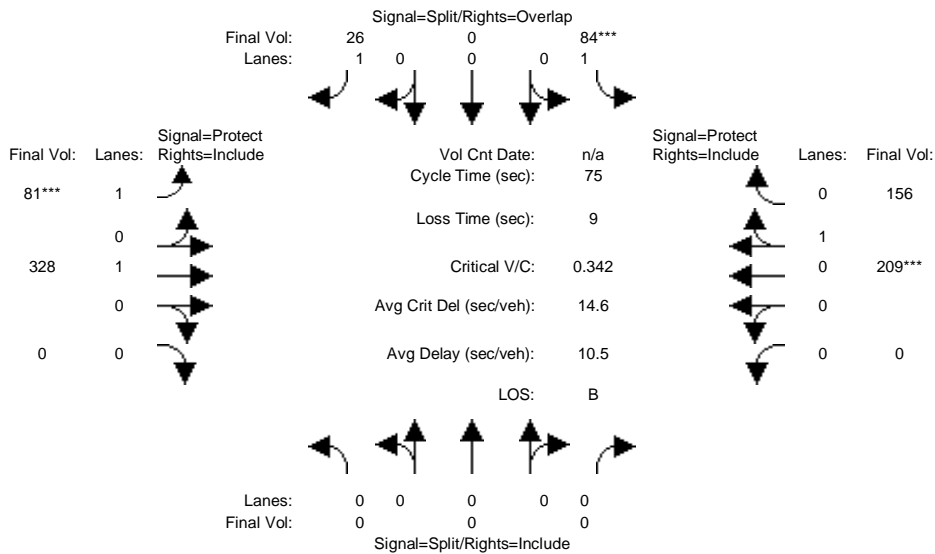 Signal=Split/Rights=Overlap
Final Vol: 26 0 84***
Lanes: 1 0 0 0 1
Signal=Protect
Final Vol: Lanes: Rights=Include
Vol Cnt Date: n/a
Signal=Protect
Rights=Include Lanes: Final Vol:
Cycle Time (sec): 75
81*** 1
0 156
Loss Time (sec): 9
0
1
328 1
Critical V/C: 0.342
0 209***
0
Avg Crit Del (sec/veh): 14.6
0
0 0
Avg Delay (sec/veh): 10.5
0 0
LOS: B
Lanes: 0 0 0 0 0
Final Vol: 0 0 0
Signal=Split/Rights=Include